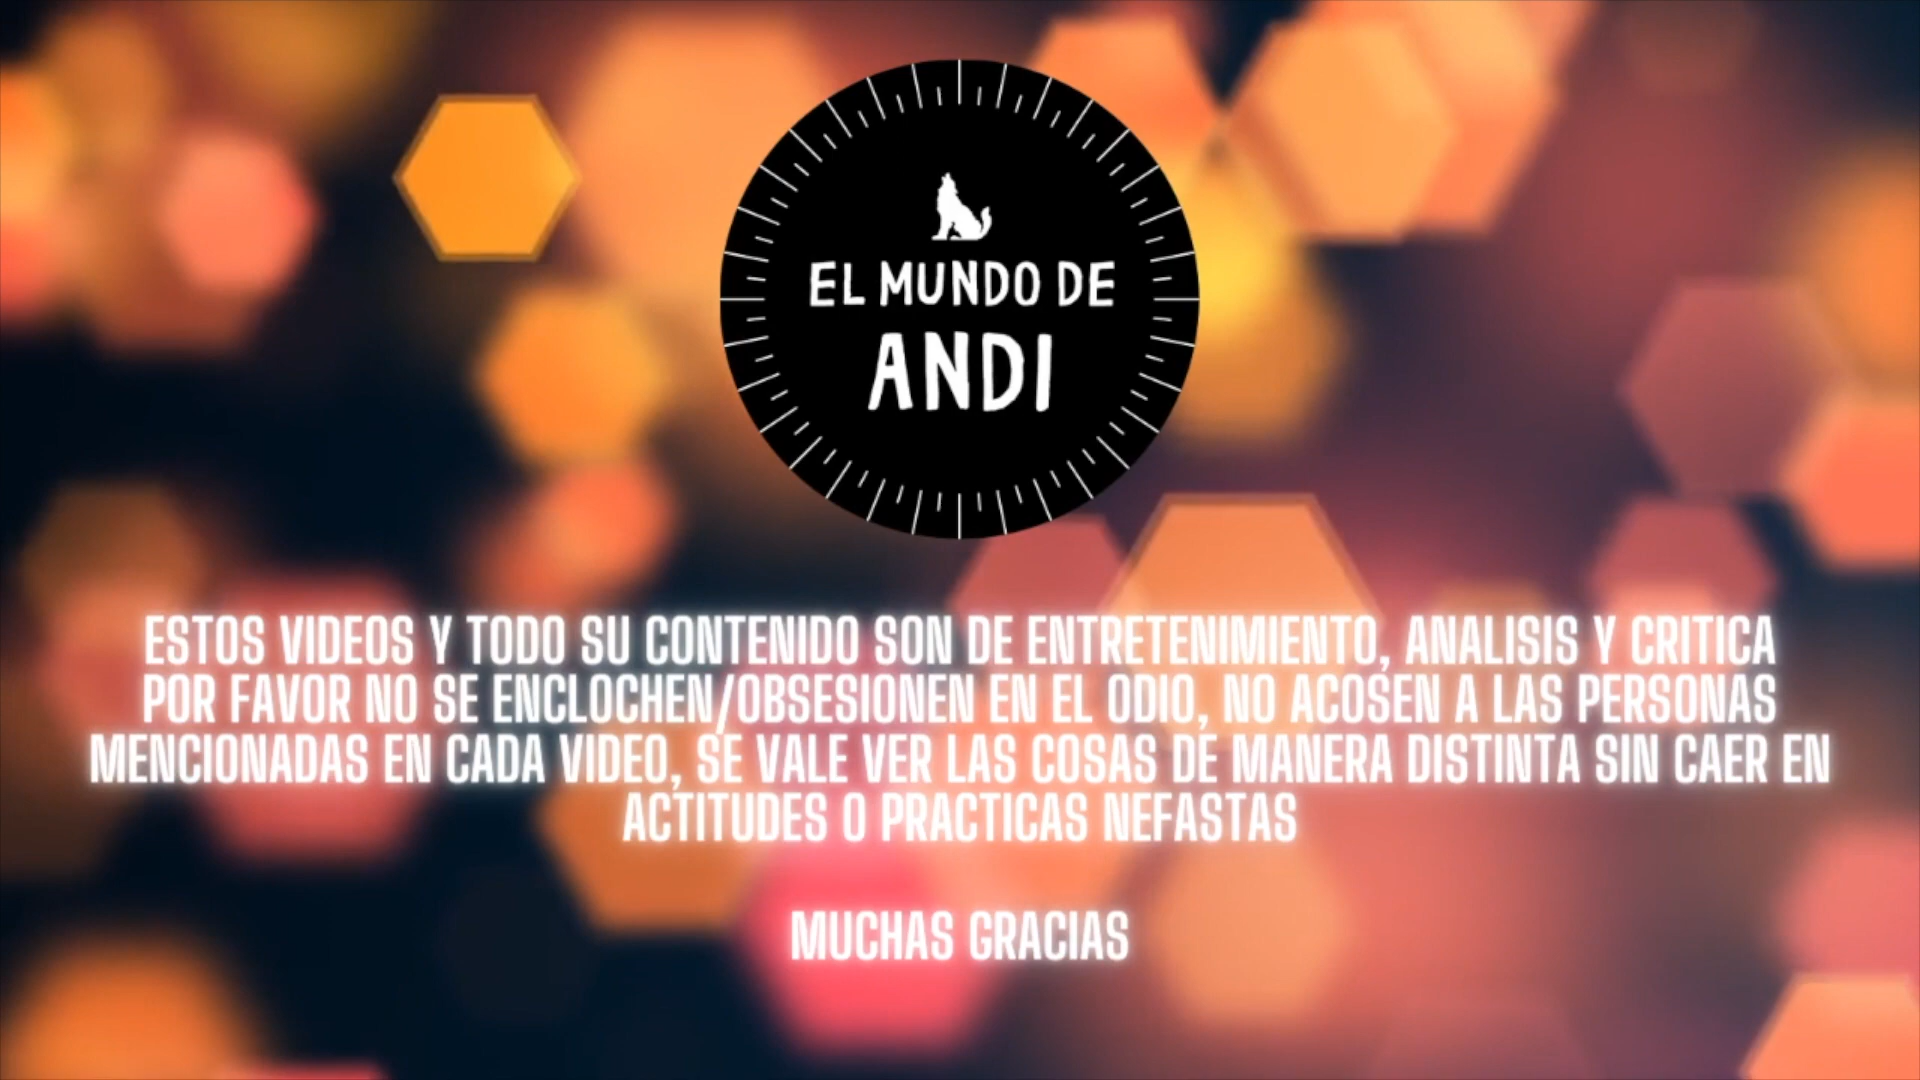 EL MUNDO DE
ANDI
ESTOS VIDEOS Y TODO SU CONTENIDO SON DE ENTRETENIMIENTO, ANALISIS Y CRITICA
POR FAVOR NO SE ENCLOCHEN/OBSESIONEN EN EL ODIO, NO ACOSEN A LAS PERSONAS
MENCIONADAS EN CADA VIDEO, SE VALE VER LAS COSAS DE MANERA DISTINTA SIN CAER EN
ACTITUDES O PRACTICAS NEFASTAS
MUCHAS GRACIAS